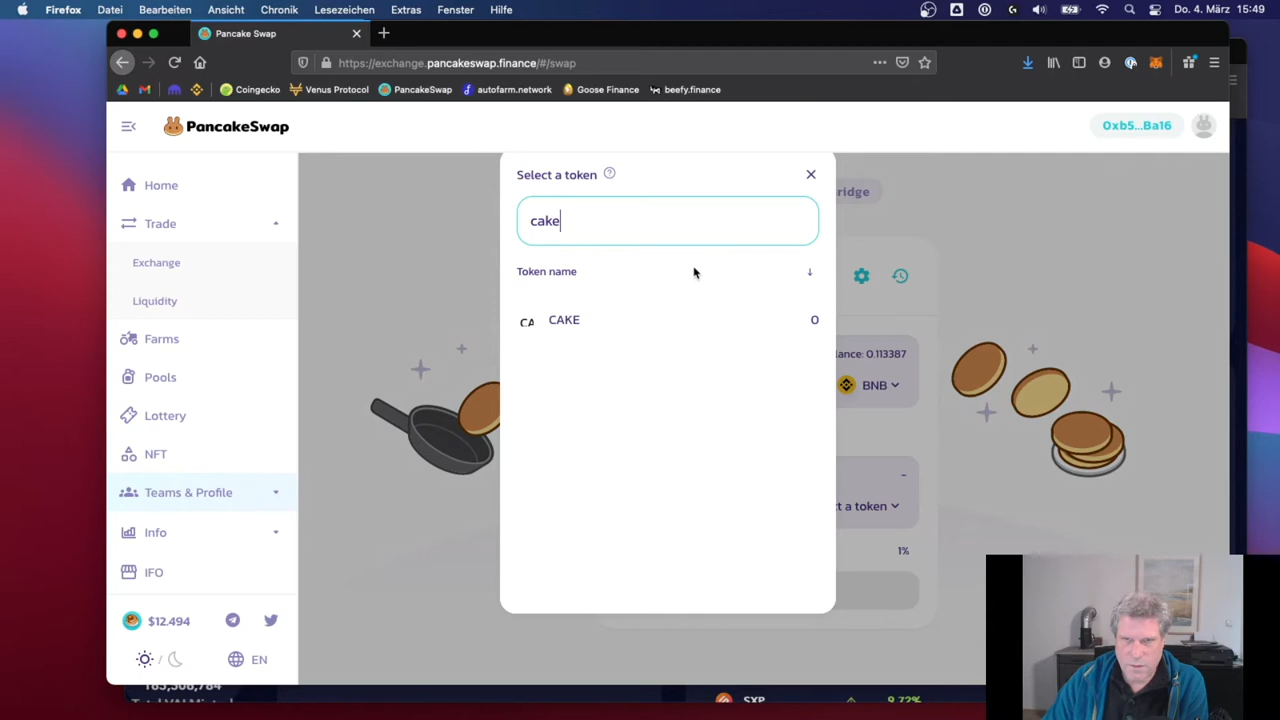 Firefox Datei Bearbeiten Ansicht Chronik Lesezeichen Extras Fenster Hilfe Do. 4. März 15:49
Pancake Swap
https://exchange.pancakeswap.finance/#/swap
Coingecko Venus Protocol PancakeSwap autofarm.network Goose Finance beefy.finance
PancakeSwap
0xb5...Ba16
Home
Trade
Exchange
Liquidity
Farms
Pools
Lottery
NFT
Teams & Profile
Info
IFO
$12.494
EN
Select a token
cake
Token name
CA CAKE 0
ridge
lance: 0.113387
BNB
-
ct a token
1%
SXP 9.72%